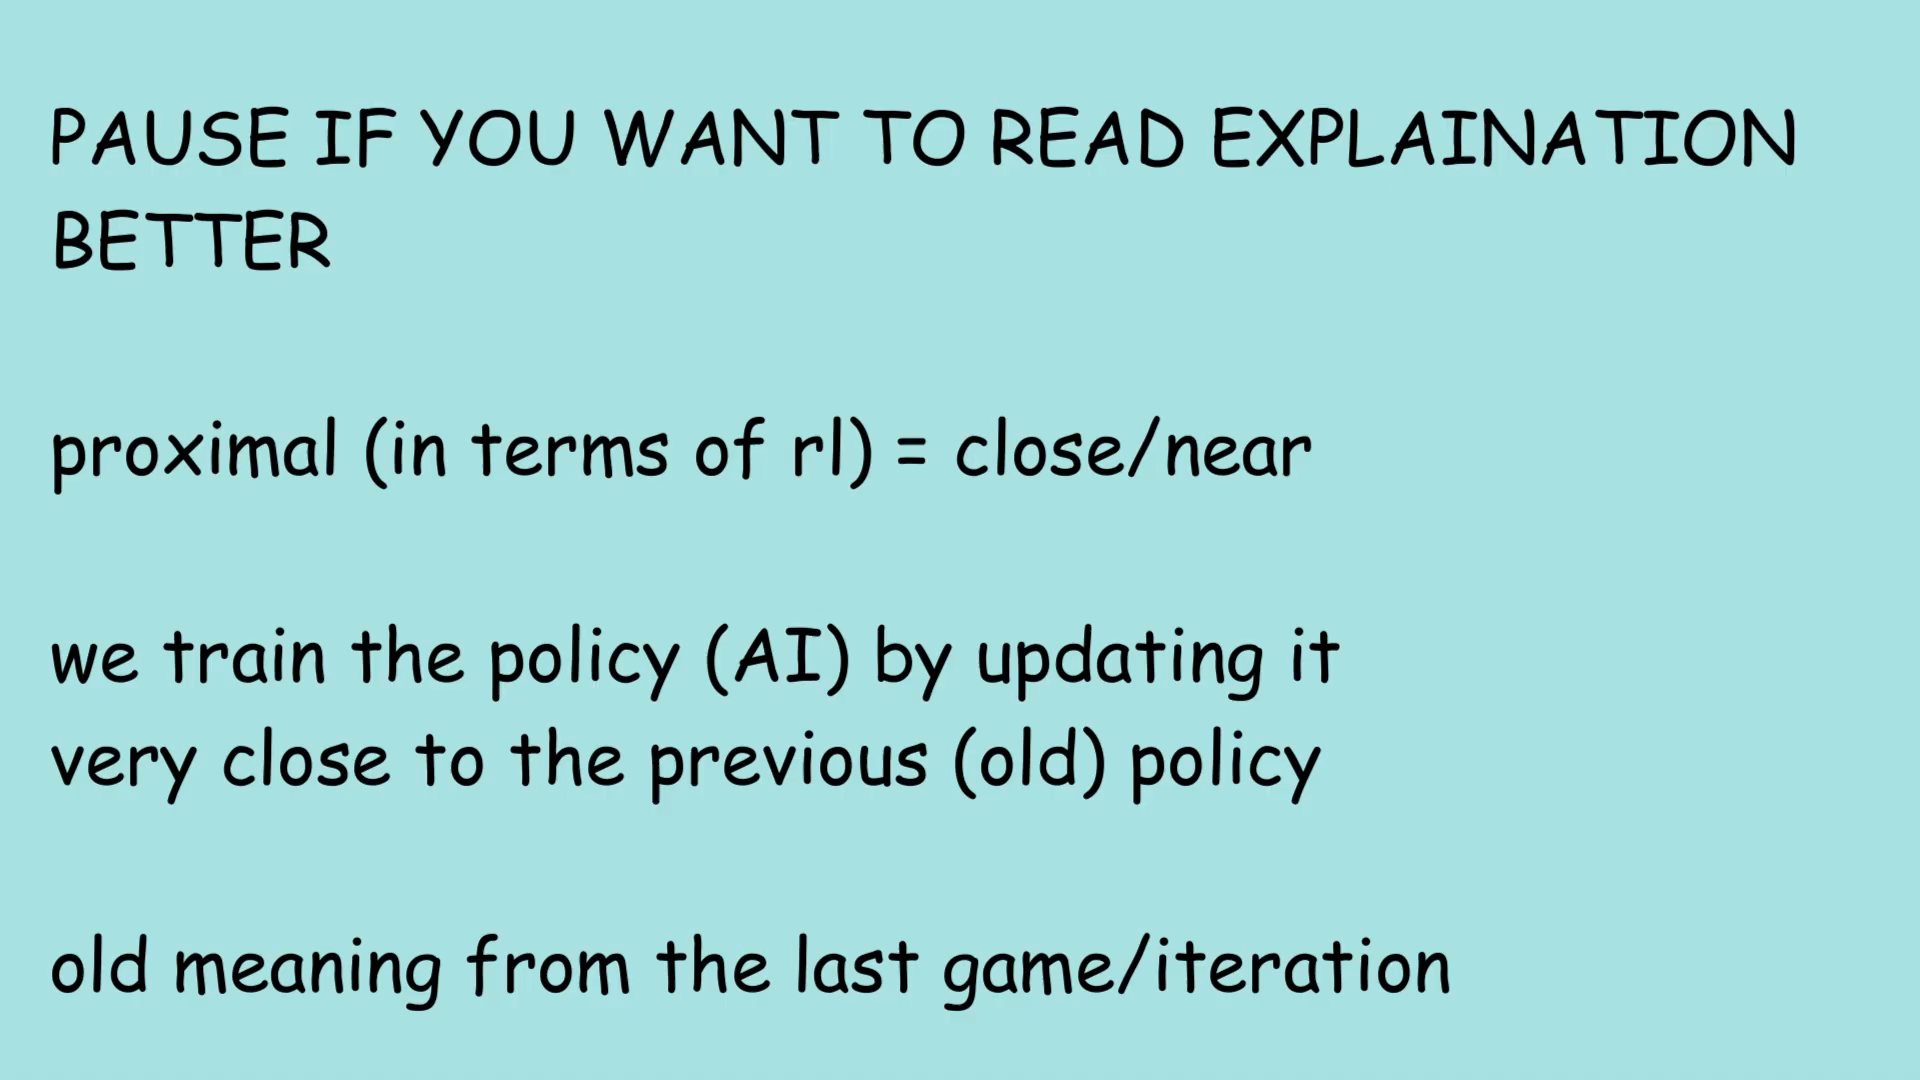 PAUSE IF YOU WANT TO READ EXPLAINATION
BETTER
proximal (in terms of rl) = close/near
we train the policy (AI) by updating it
very close to the previous (old) policy
old meaning from the last game/iteration